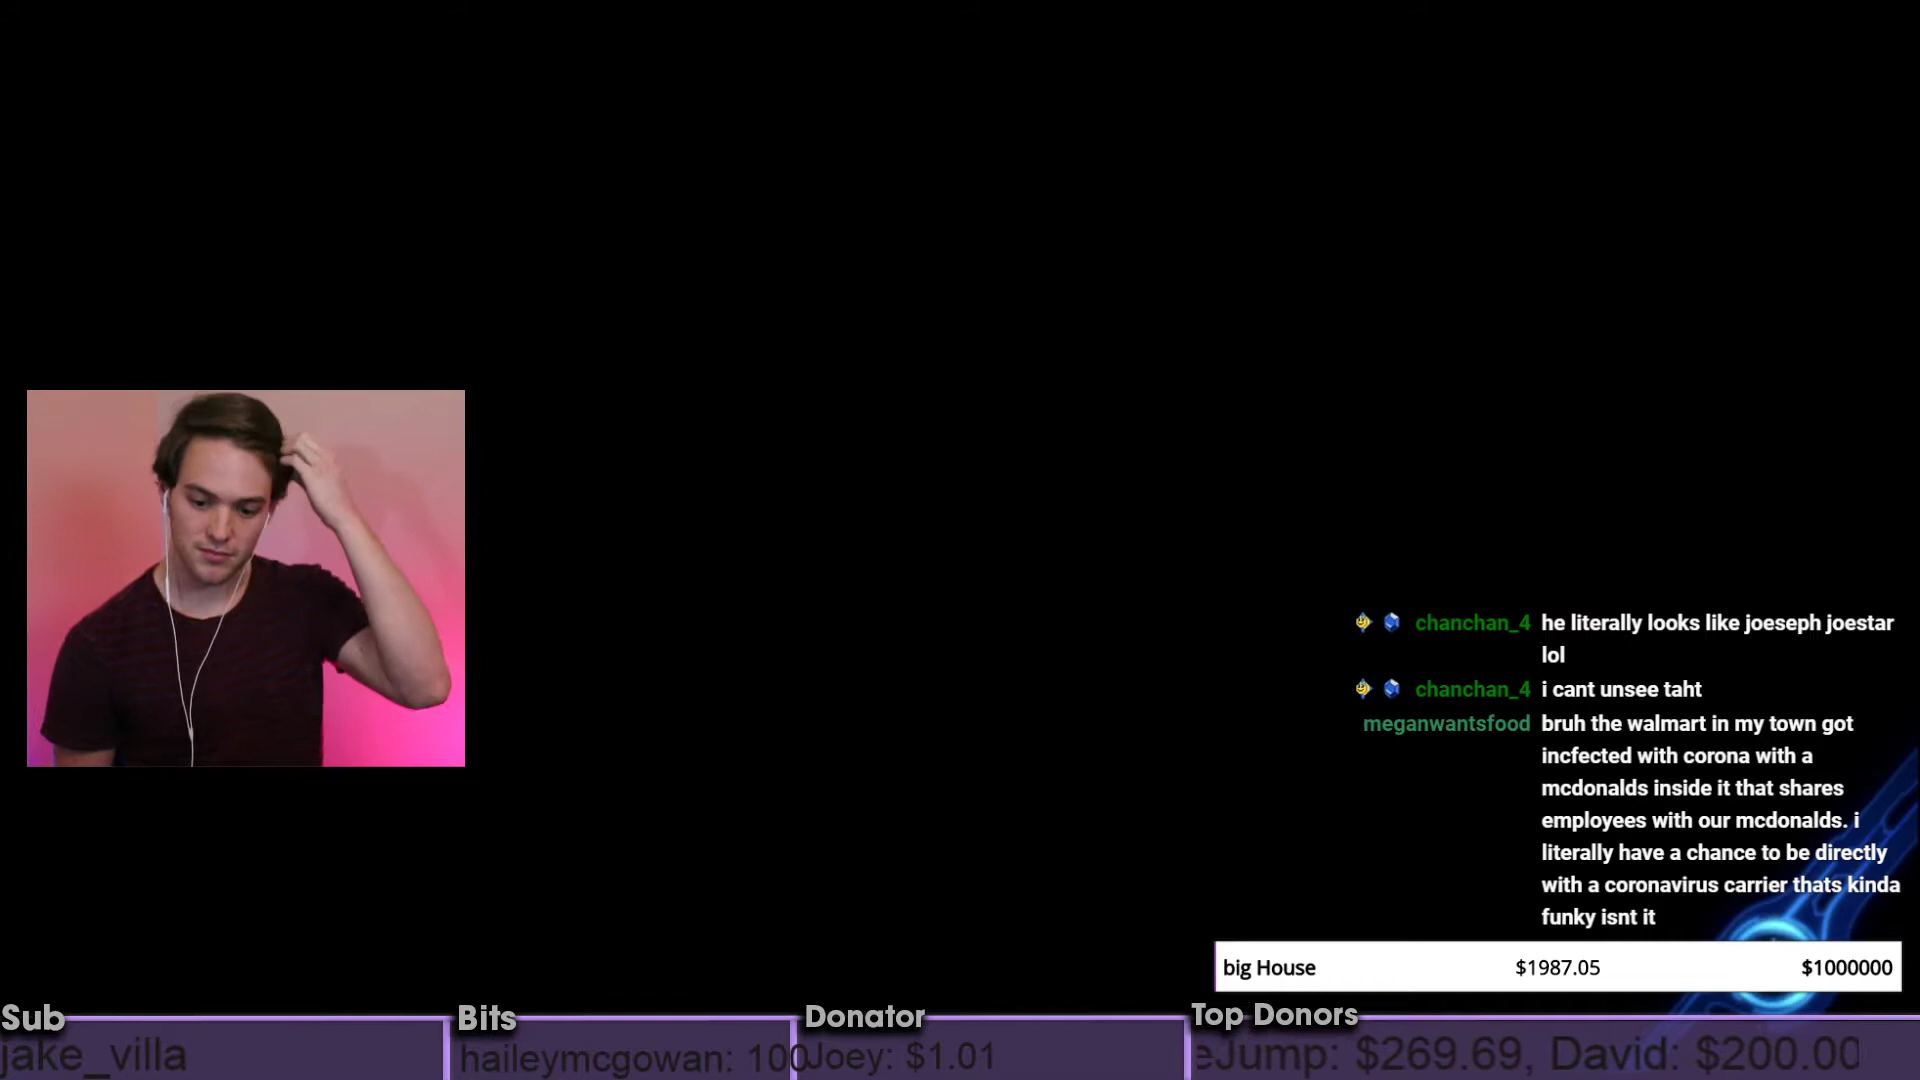 chanchan_4 he literally looks like joeseph joestar
lol
chanchan_4 i cant unsee taht
meganwantsfood bruh the walmart in my town got
incfected with corona with a
mcdonalds inside it that shares
employees with our mcdonalds. i
literally have a chance to be directly
with a coronavirus carrier thats kinda
funky isnt it
big House $1987.05 $1000000
Sub Bits Donator Top Donors
jake_villa haileymcgowan: 100 Joey: $1.01 eJump: $269.69, David: $200.00